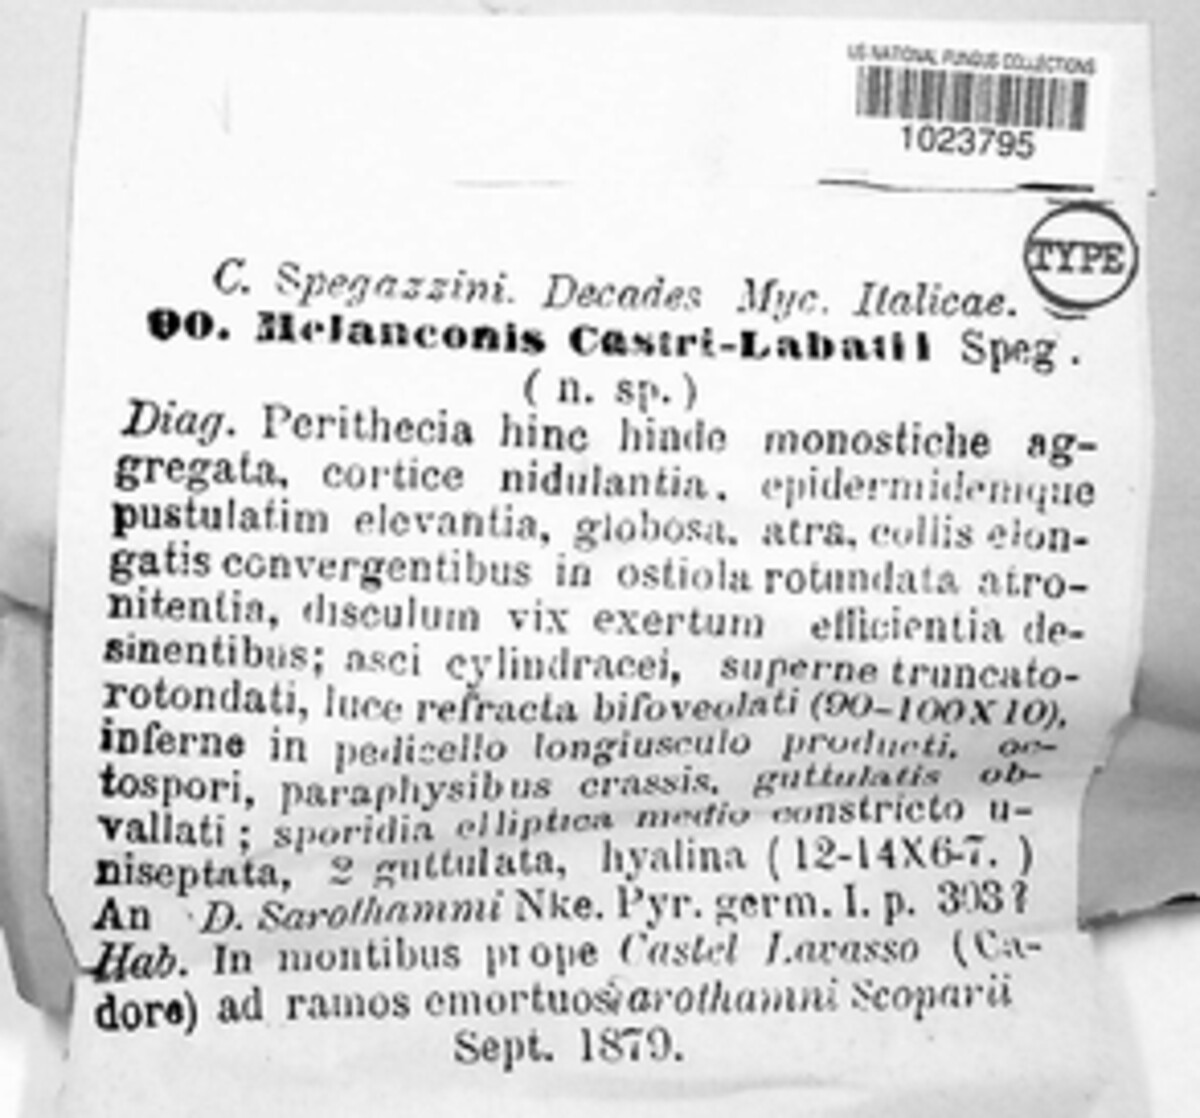 US NATIONAL FUNGUS COLLECTIONS
1023795
TYPE
C. Spegazzini. Decades Myc. Italicae.
90. Melanconis Castri-Labatii Speg.
( n. sp.)
Diag. Perithecia hinc hinde monostiche ag-
gregata, cortice nidulantia, epidermidemque
pustulatim elevantia, globosa, atra, collis elon-
gatis convergentibus in ostiola rotundata atro-
nitentia, disculum vix exertum efficientia de-
sinentibus; asci cylindracei, superne truncato-
rotondati, luce refracta bifoveolati (90-100X10),
inferne in pedicello longiusculo producti, oc-
tospori, paraphysibus crassis, guttulatis ob-
vallati; sporidia elliptica medio constricto u-
niseptata, 2 guttulata, hyalina (12-14X6-7.)
An D. Sarothammi Nke. Pyr. germ. I. p. 303?
Hab. In montibus prope Castel Lavasso (Ca-
dore) ad ramos emortuos Sarothamni Scoparii
Sept. 1879.